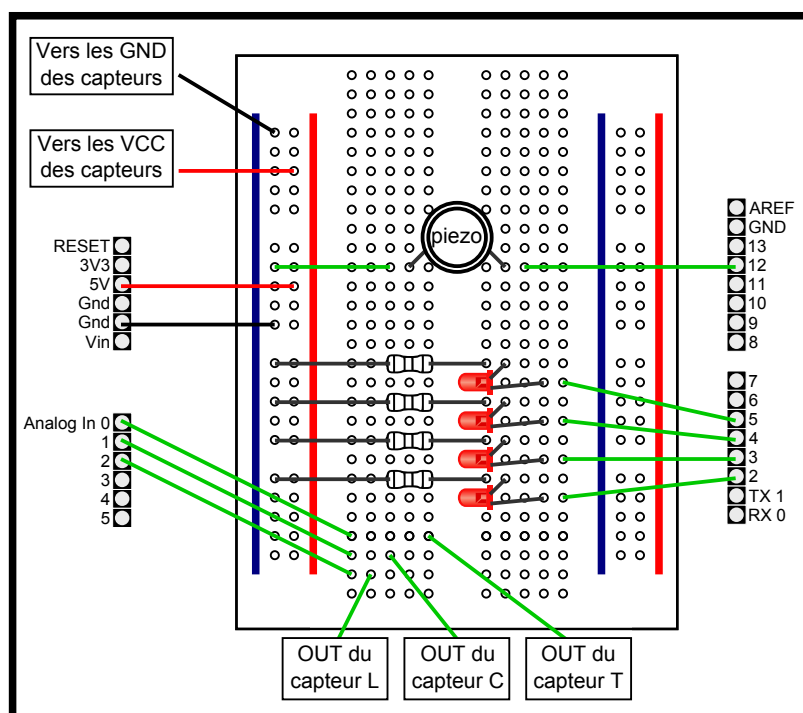 Vers les GND
des capteurs
Vers les VCC
des capteurs
piezo
RESET
3V3
5V
Gnd
Gnd
Vin
AREF
GND
13
12
11
10
9
8
7
6
5
4
3
2
TX 1
RX 0
Analog In 0
1
2
3
4
5
OUT du
capteur L
OUT du
capteur C
OUT du
capteur T